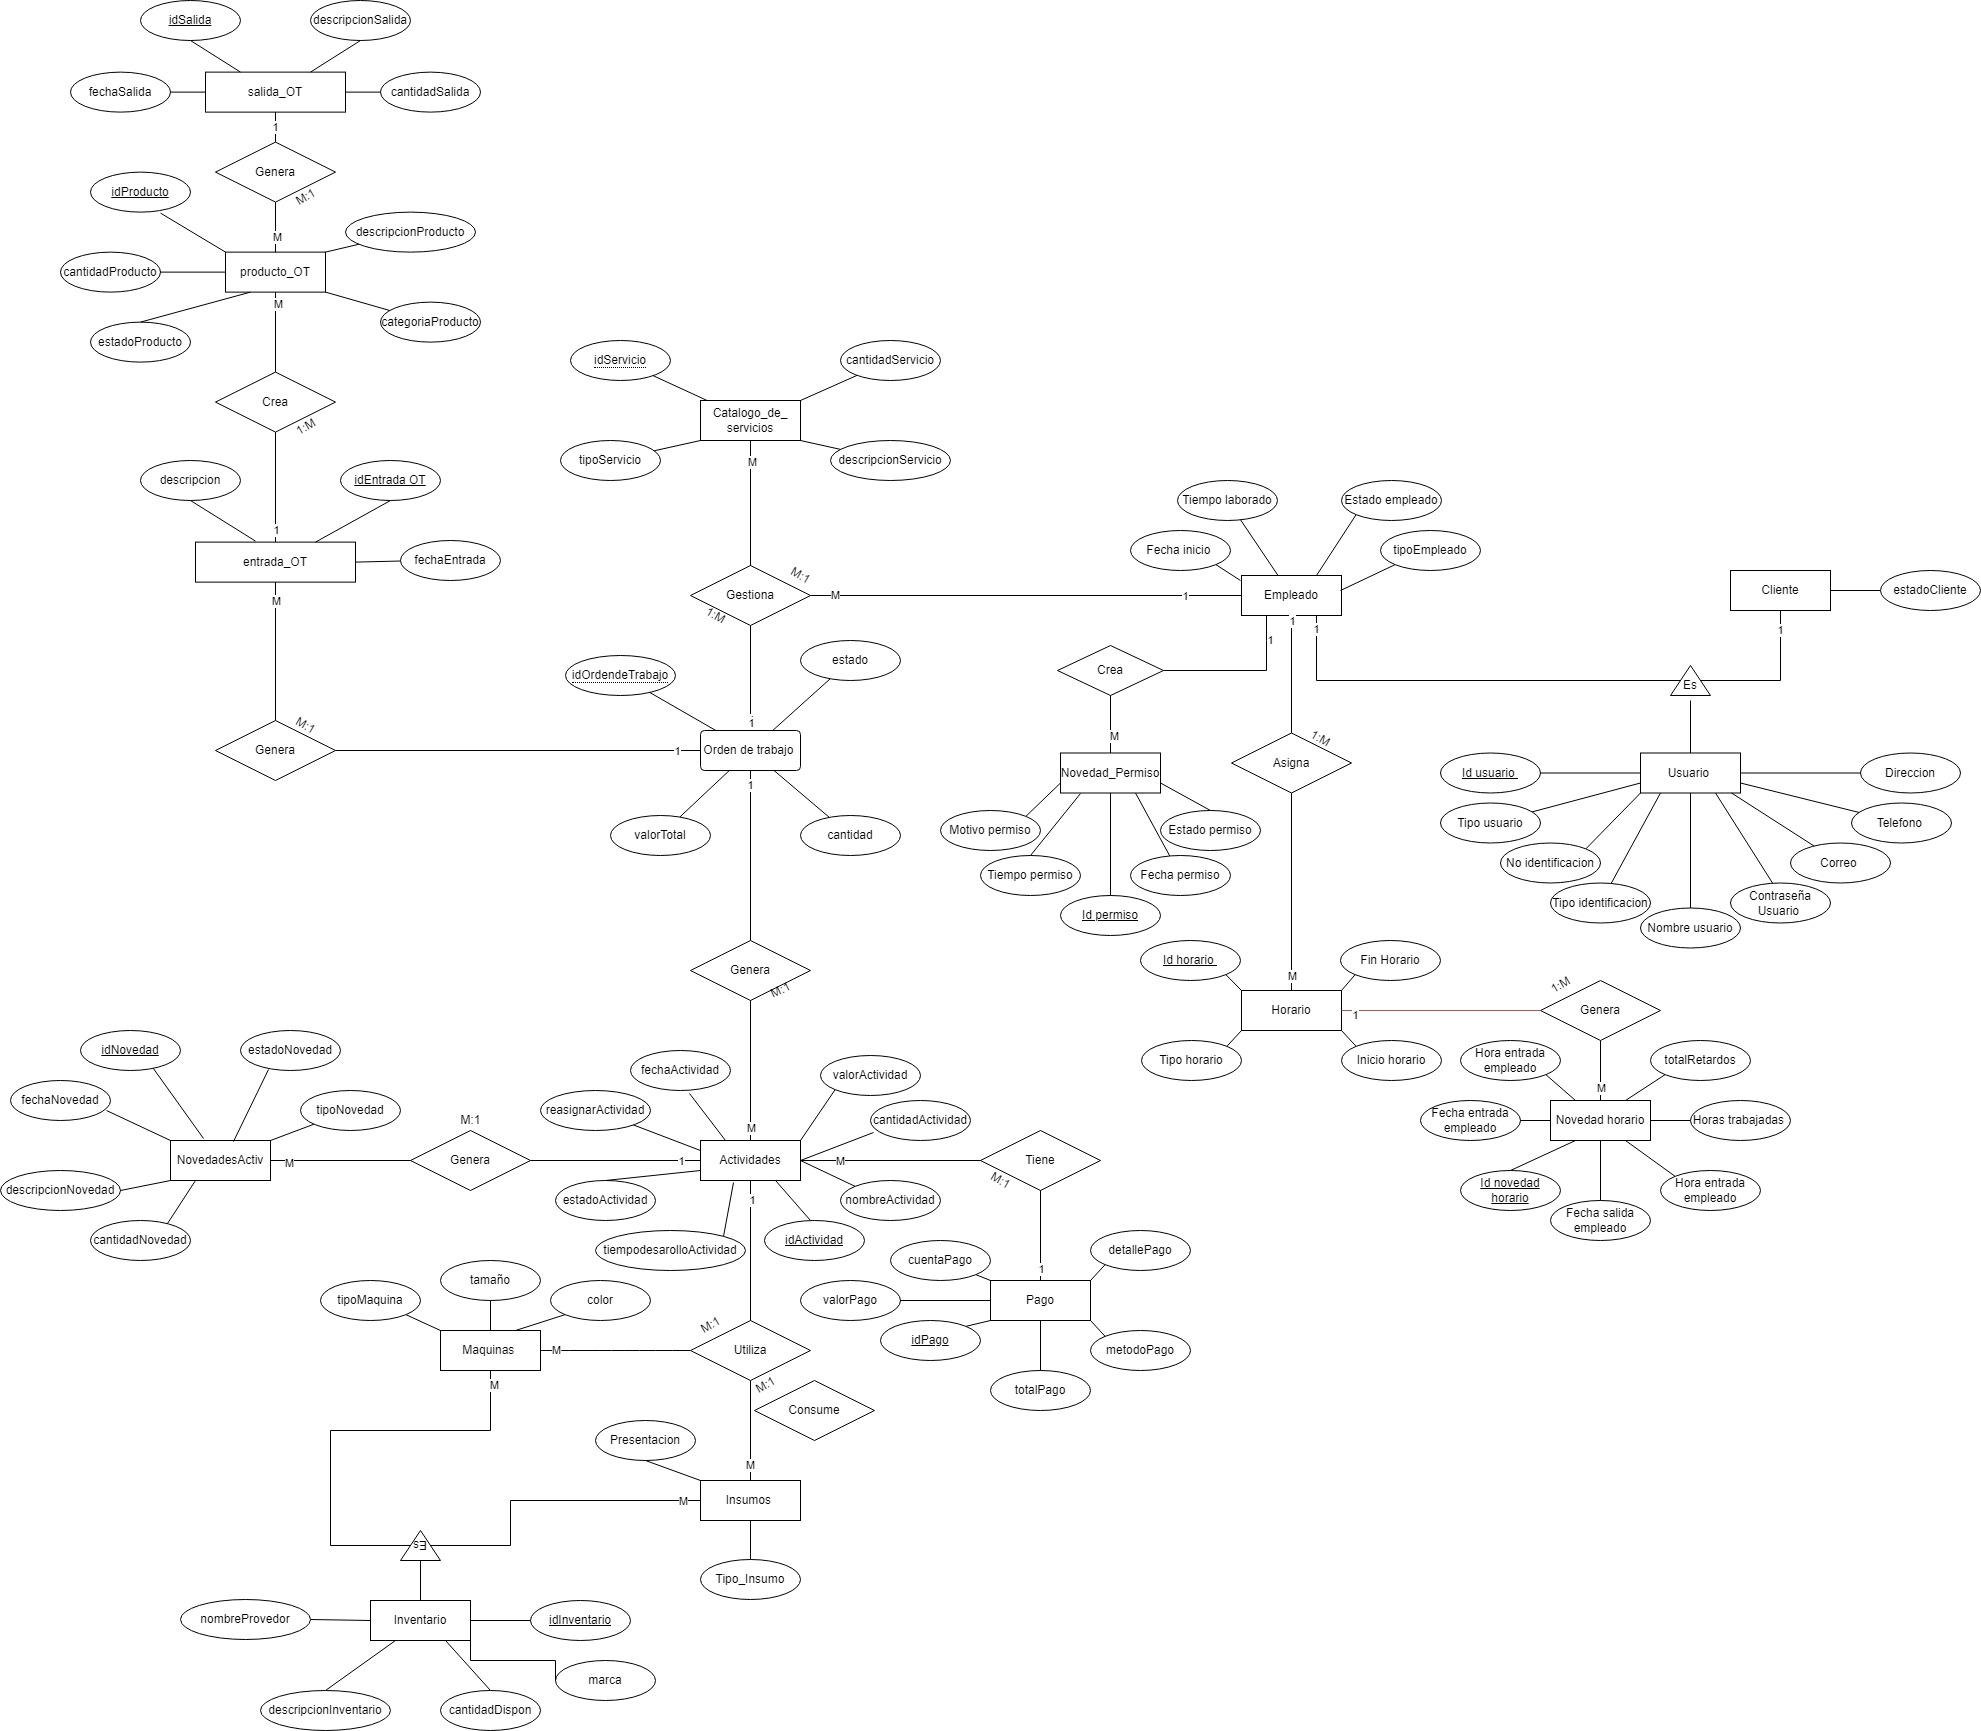 idSalida
descripcionSalida
fechaSalida
salida_OT
cantidadSalida
1
Genera
M:1
idProducto
M
descripcionProducto
cantidadProducto
producto_OT
M
categoriaProducto
estadoProducto
Crea
1:M
descripcion
idEntrada OT
1
entrada_OT
fechaEntrada
M
M:1
Genera
1
idServicio
cantidadServicio
Catalogo_de_
servicios
tipoServicio
descripcionServicio
M
M:1
Gestiona
1:M
M
1
idOrdendeTrabajo
estado
1
Orden de trabajo
1
valorTotal
cantidad
Tiempo laborado
Estado empleado
Fecha inicio
tipoEmpleado
Empleado
1
1
1
Cliente
estadoCliente
1
Es
Crea
M
Novedad_Permiso
Motivo permiso
Estado permiso
Tiempo permiso
Fecha permiso
Id permiso
1:M
Asigna
M
Id usuario
Usuario
Direccion
Tipo usuario
Telefono
No identificacion
Correo
Tipo identificacion
Contraseña
Usuario
Nombre usuario
Id horario
Fin Horario
Horario
1
Tipo horario
Inicio horario
1:M
Genera
M
Hora entrada
empleado
totalRetardos
Fecha entrada
empleado
Novedad horario
Horas trabajadas
Id novedad
horario
Hora entrada
empleado
Fecha salida
empleado
Genera
M:1
idNovedad
estadoNovedad
fechaNovedad
tipoNovedad
NovedadesActiv
M
descripcionNovedad
cantidadNovedad
M:1
Genera
1
fechaActividad
valorActividad
reasignarActividad
cantidadActividad
M
Actividades
M
estadoActividad
1
nombreActividad
tiempodesarolloActividad
idActividad
Tiene
M:1
1
cuentaPago
detallePago
valorPago
Pago
idPago
metodoPago
totalPago
tamaño
tipoMaquina
color
Maquinas
M
M
M:1
Utiliza
M:1
Consume
Presentacion
M
M
Insumos
Tipo_Insumo
Es
nombreProvedor
Inventario
idInventario
marca
descripcionInventario
cantidadDispon